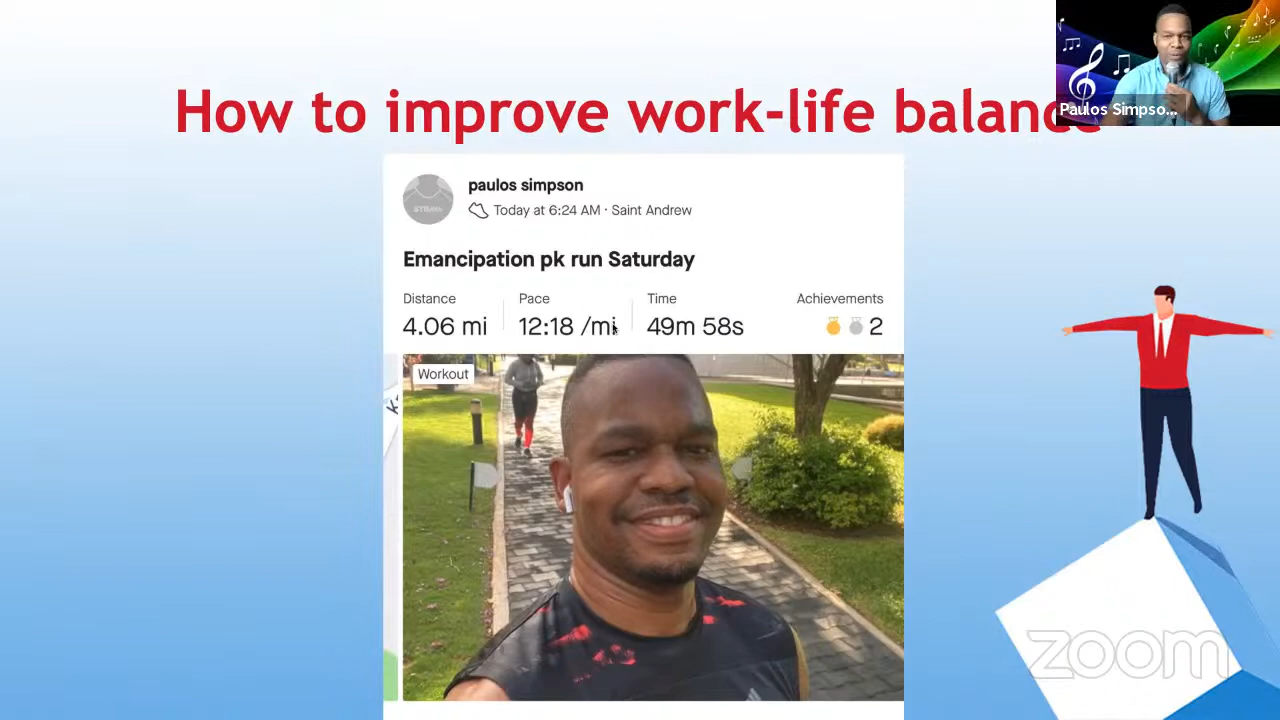 How to improve work-life balance
Paulos Simpso...
paulos simpson
Today at 6:24 AM · Saint Andrew
Emancipation pk run Saturday
Distance
Pace
Time
Achievements
4.06 mi
12:18 /mi
49m 58s
2
Workout
zoom